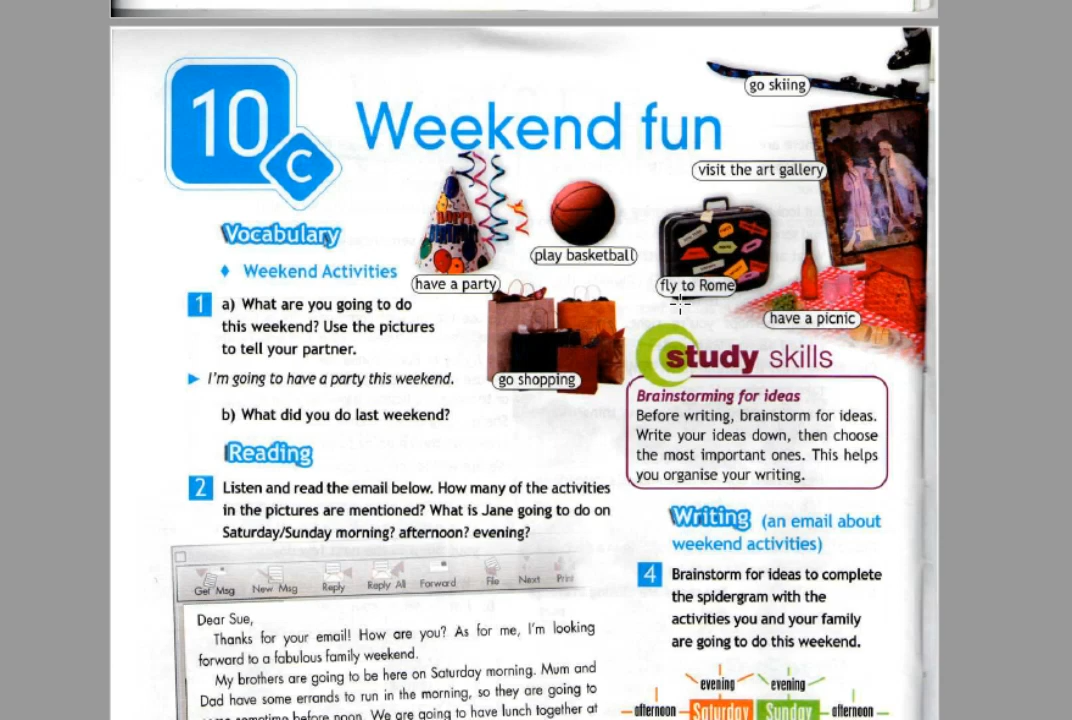 10
C
Weekend fun
go skiing
visit the art gallery
play basketball
fly to Rome
have a party
have a picnic
go shopping
Vocabulary
♦ Weekend Activities
1 a) What are you going to do
this weekend? Use the pictures
to tell your partner.
▶ I'm going to have a party this weekend.
b) What did you do last weekend?
Reading
2 Listen and read the email below. How many of the activities
in the pictures are mentioned? What is Jane going to do on
Saturday/Sunday morning? afternoon? evening?
Get Msg New Msg Reply Reply All Forward File Next Print
Dear Sue,
Thanks for your email! How are you? As for me, I'm looking
forward to a fabulous family weekend.
My brothers are going to be here on Saturday morning. Mum and
Dad have some errands to run in the morning, so they are going to
come sometime before noon. We are going to have lunch together at
study skills
Brainstorming for ideas
Before writing, brainstorm for ideas.
Write your ideas down, then choose
the most important ones. This helps
you organise your writing.
Writing (an email about
weekend activities)
4 Brainstorm for ideas to complete
the spidergram with the
activities you and your family
are going to do this weekend.
evening evening
afternoon Saturday Sunday afternoon